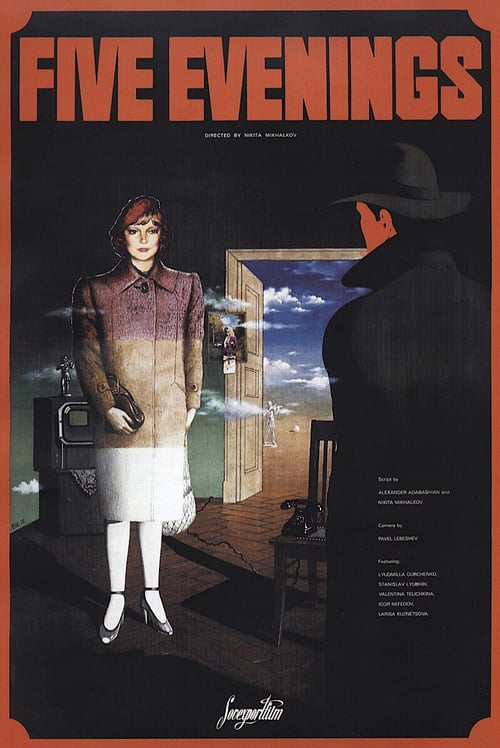 FIVE EVENINGS
DIRECTED BY NIKITA MIKHALKOV
Script by
ALEXANDER ADABASHIAN and
NIKITA MIKHALKOV
Camera by
PAVEL LEBESHEV
Featuring:
LYUDMILLA GURCHENKO,
STANISLAV LYUBHIN,
VALENTINA TELICHKINA,
IGOR NEFEDOV,
LARISA KUZNETSOVA
Sovexportfilm